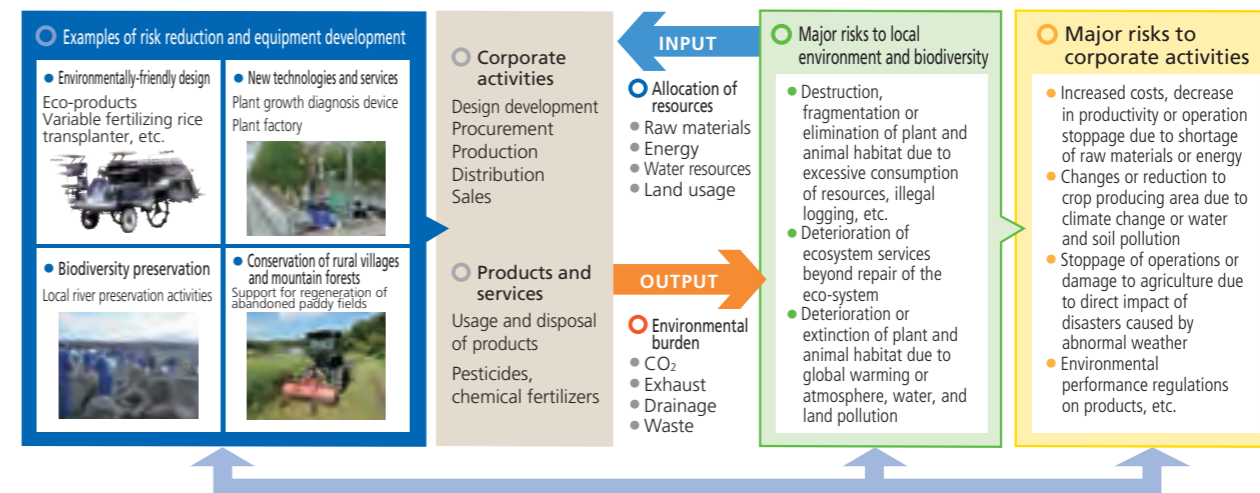 Examples of risk reduction and equipment development
Environmentally-friendly design
Eco-products
Variable fertilizing rice
transplanter, etc.
New technologies and services
Plant growth diagnosis device
Plant factory
Biodiversity preservation
Local river preservation activities
Conservation of rural villages
and mountain forests
Support for regeneration of
abandoned paddy fields
Corporate
activities
Design development
Procurement
Production
Distribution
Sales
Products and
services
Usage and disposal
of products
Pesticides,
chemical fertilizers
INPUT
Allocation of
resources
Raw materials
Energy
Water resources
Land usage
OUTPUT
Environmental
burden
CO₂
Exhaust
Drainage
Waste
Major risks to local
environment and biodiversity
Destruction,
fragmentation or
elimination of plant and
animal habitat due to
excessive consumption
of resources, illegal
logging, etc.
Deterioration of
ecosystem services
beyond repair of the
eco-system
Deterioration or
extinction of plant and
animal habitat due to
global warming or
atmosphere, water, and
land pollution
Major risks to
corporate activities
Increased costs, decrease
in productivity or operation
stoppage due to shortage
of raw materials or energy
Changes or reduction to
crop producing area due to
climate change or water
and soil pollution
Stoppage of operations or
damage to agriculture due
to direct impact of
disasters caused by
abnormal weather
Environmental
performance regulations
on products, etc.